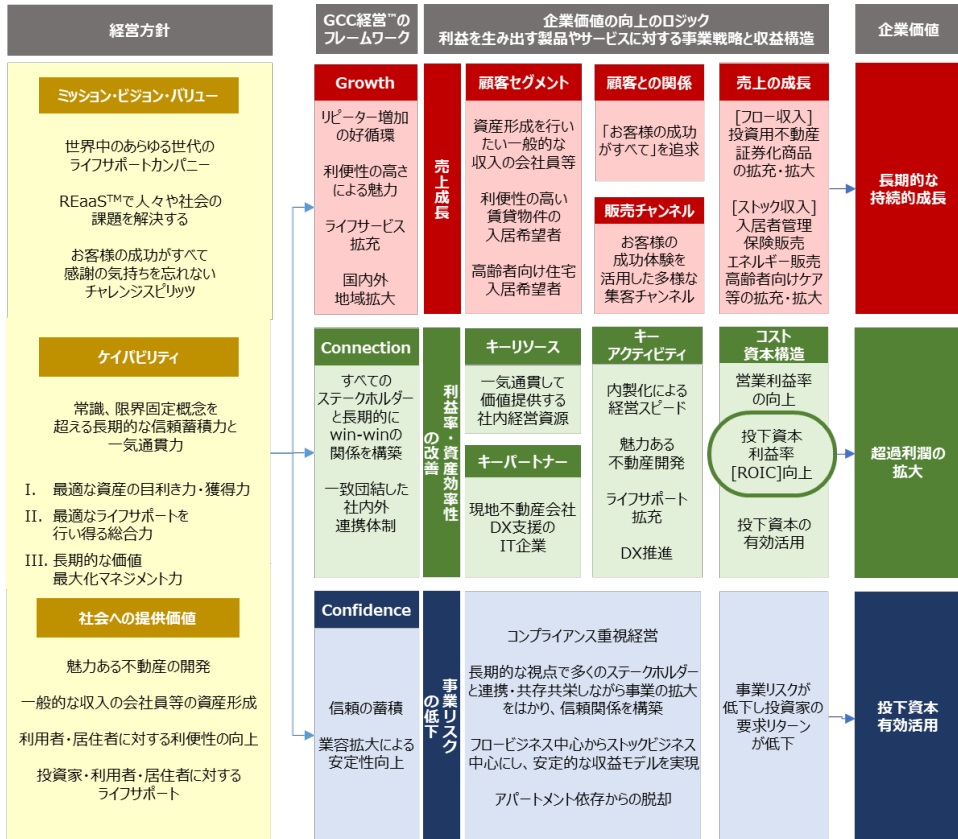 経営方針
GCC経営™の
フレームワーク
企業価値の向上のロジック
利益を生み出す製品やサービスに対する事業戦略と収益構造
企業価値
ミッション・ビジョン・バリュー
世界中のあらゆる世代の
ライフサポートカンパニー
REaaS™で人々や社会の
課題を解決する
お客様の成功がすべて
感謝の気持ちを忘れない
チャレンジスピリッツ
ケイパビリティ
常識、限界固定概念を
超える長期的な信頼蓄積力と
一気通貫力
I. 最適な資産の目利き力・獲得力
II. 最適なライフサポートを
行い得る総合力
III. 長期的な価値
最大化マネジメント力
社会への提供価値
魅力ある不動産の開発
一般的な収入の会社員等の資産形成
利用者・居住者に対する利便性の向上
投資家・利用者・居住者に対する
ライフサポート
Growth
リピーター増加
の好循環
利便性の高さ
による魅力
ライフサービス
拡充
国内外
地域拡大
売上成長
顧客セグメント
資産形成を行い
たい一般的な
収入の会社員等
利便性の高い
賃貸物件の
入居希望者
高齢者向け住宅
入居希望者
顧客との関係
「お客様の成功
がすべて」を追求
販売チャンネル
お客様の
成功体験を
活用した多様な
集客チャンネル
売上の成長
[フロー収入]
投資用不動産
証券化商品
の拡充・拡大
[ストック収入]
入居者管理
保険販売
エネルギー販売
高齢者向けケア
等の拡充・拡大
長期的な
持続的成長
Connection
すべての
ステークホルダー
と長期的に
win-winの
関係を構築
一致団結した
社内外
連携体制
利益率・資産効率性
の改善
キーリソース
一気通貫して
価値提供する
社内経営資源
キーパートナー
現地不動産会社
DX支援の
IT企業
キー
アクティビティ
内製化による
経営スピード
魅力ある
不動産開発
ライフサポート
拡充
DX推進
コスト
資本構造
営業利益率
の向上
投下資本
利益率
[ROIC]向上
投下資本の
有効活用
超過利潤の
拡大
Confidence
信頼の蓄積
業容拡大による
安定性向上
事業リスク
の低下
コンプライアンス重視経営
長期的な視点で多くのステークホルダー
と連携・共存共栄しながら事業の拡大
をはかり、信頼関係を構築
フロービジネス中心からストックビジネス
中心にし、安定的な収益モデルを実現
アパートメント依存からの脱却
事業リスクが
低下し投資家の
要求リターン
が低下
投下資本
有効活用